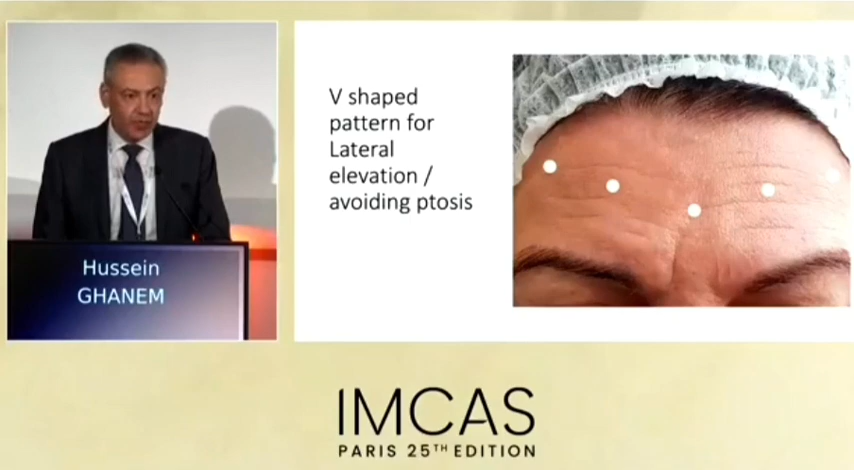 V shaped
pattern for
Lateral
elevation /
avoiding ptosis
Hussein
GHANEM
IMCAS
PARIS 25TH EDITION